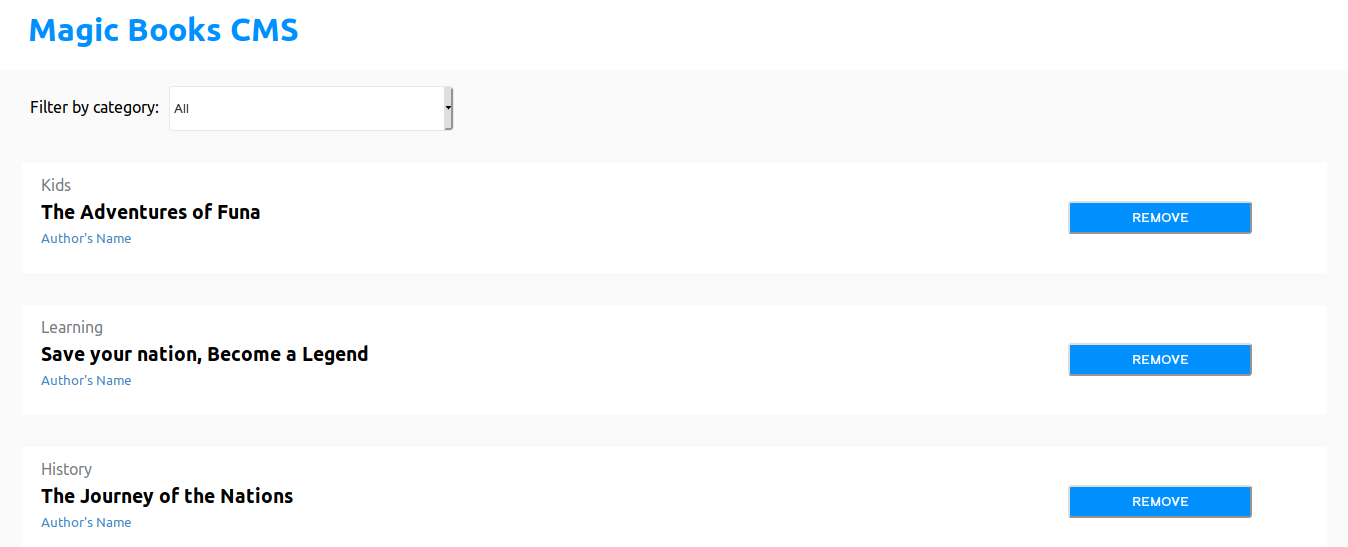 Magic Books CMS
Filter by category: All
Kids
The Adventures of Funa
Author's Name
REMOVE
Learning
Save your nation, Become a Legend
Author's Name
REMOVE
History
The Journey of the Nations
Author's Name
REMOVE